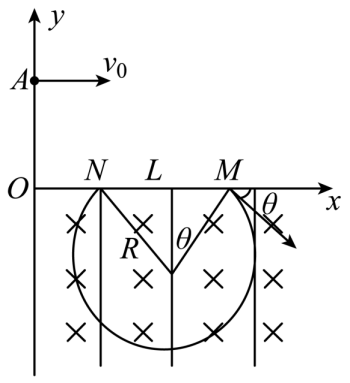 y
A v₀
N L M
O x
R θ θ